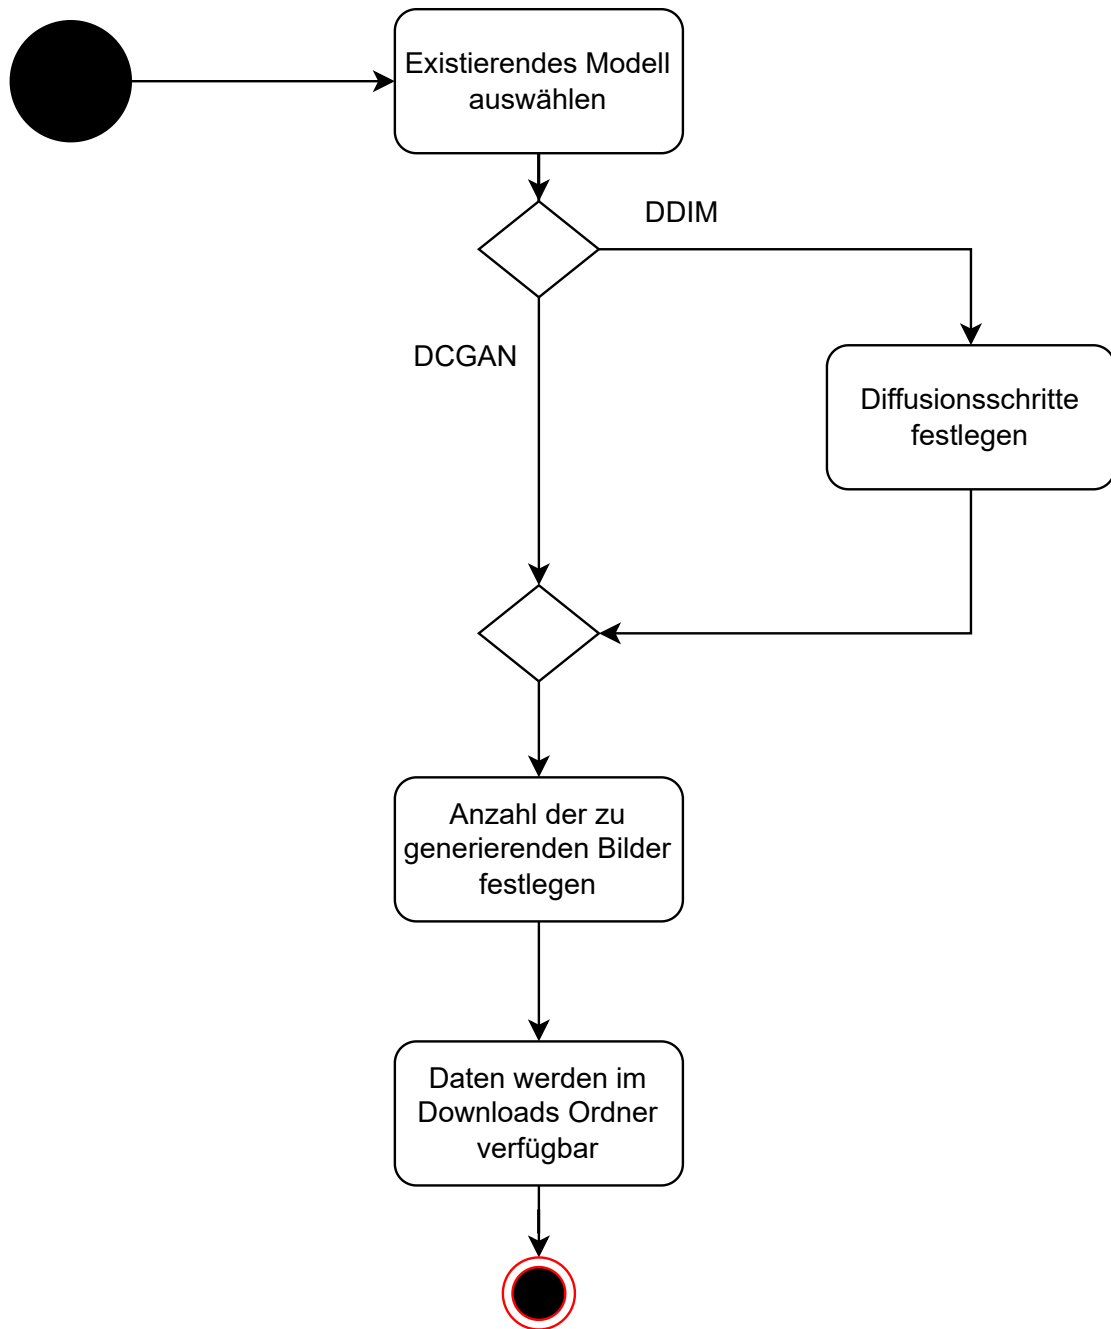 Existierendes Modell
auswählen
DDIM
DCGAN
Diffusionsschritte
festlegen
Anzahl der zu
generierenden Bilder
festlegen
Daten werden im
Downloads Ordner
verfügbar